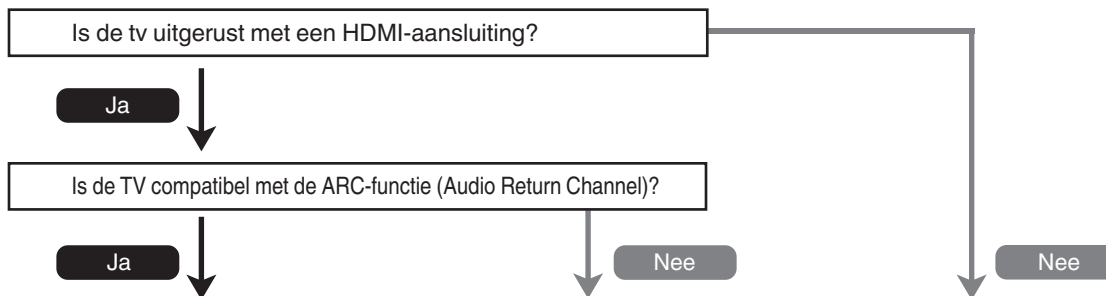 Is de tv uitgerust met een HDMI-aansluiting?
Ja
Is de TV compatibel met de ARC-functie (Audio Return Channel)?
Ja
Nee
Nee